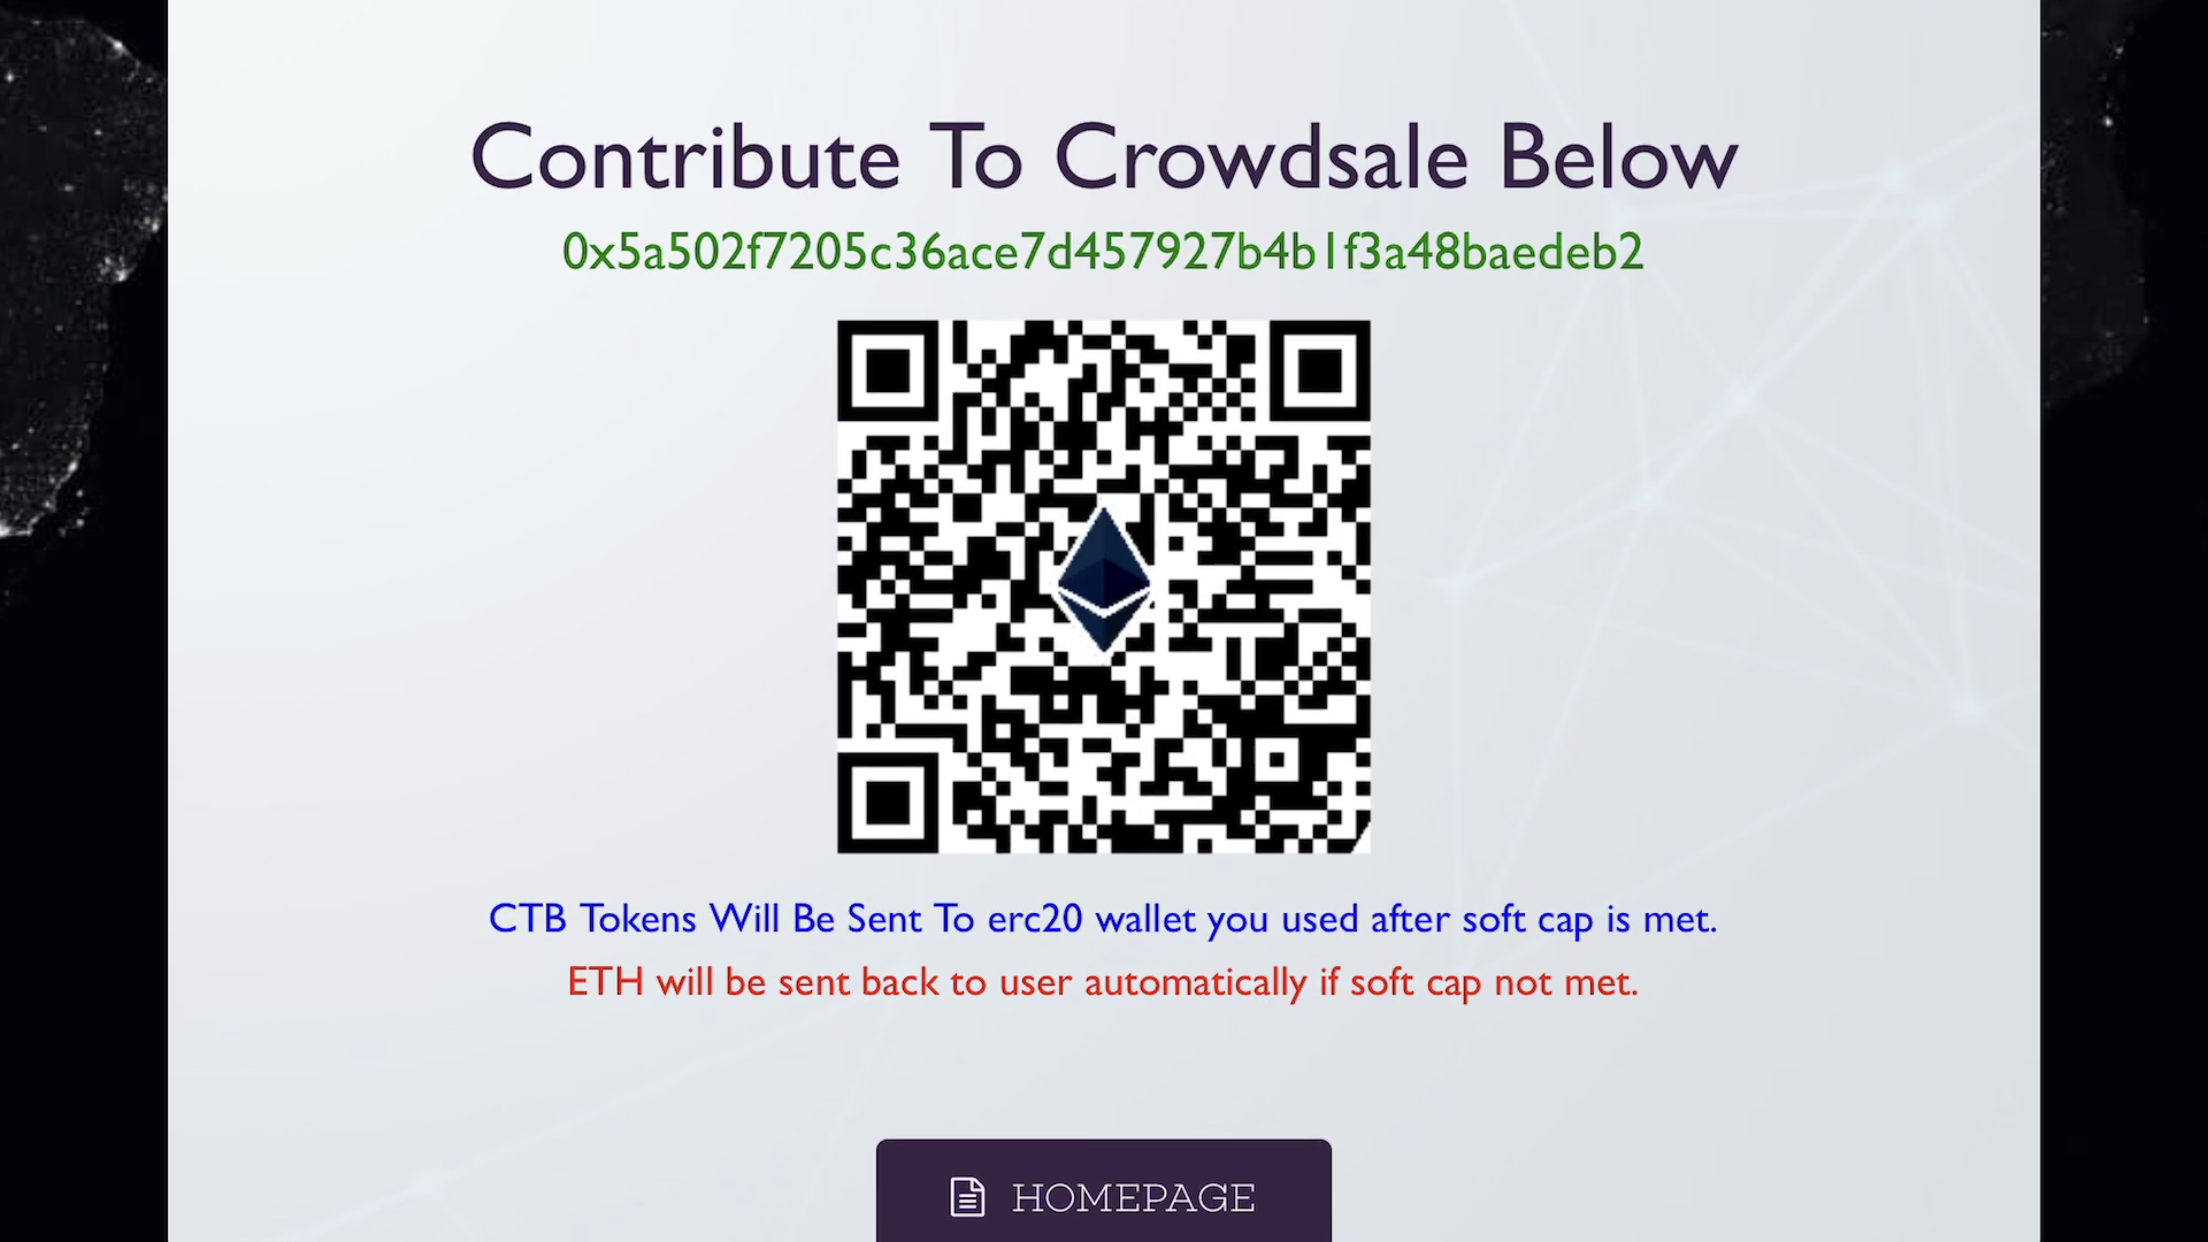 Contribute To Crowdsale Below
0x5a502f7205c36ace7d457927b4b1f3a48baedeb2
CTB Tokens Will Be Sent To erc20 wallet you used after soft cap is met.
ETH will be sent back to user automatically if soft cap not met.
HOMEPAGE